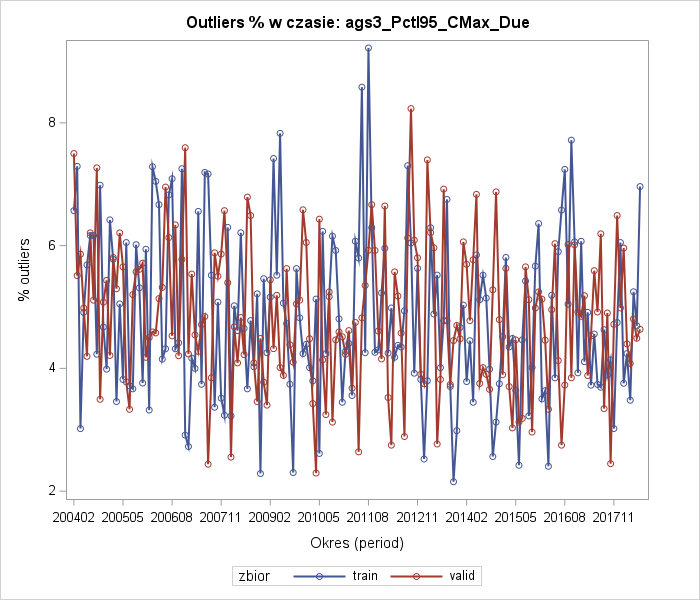 Outliers % w czasie: ags3_Pctl95_CMax_Due
% outliers
8
6
4
2
200402 200505 200608 200711 200902 201005 201108 201211 201402 201505 201608 201711
Okres (period)
zbior train valid